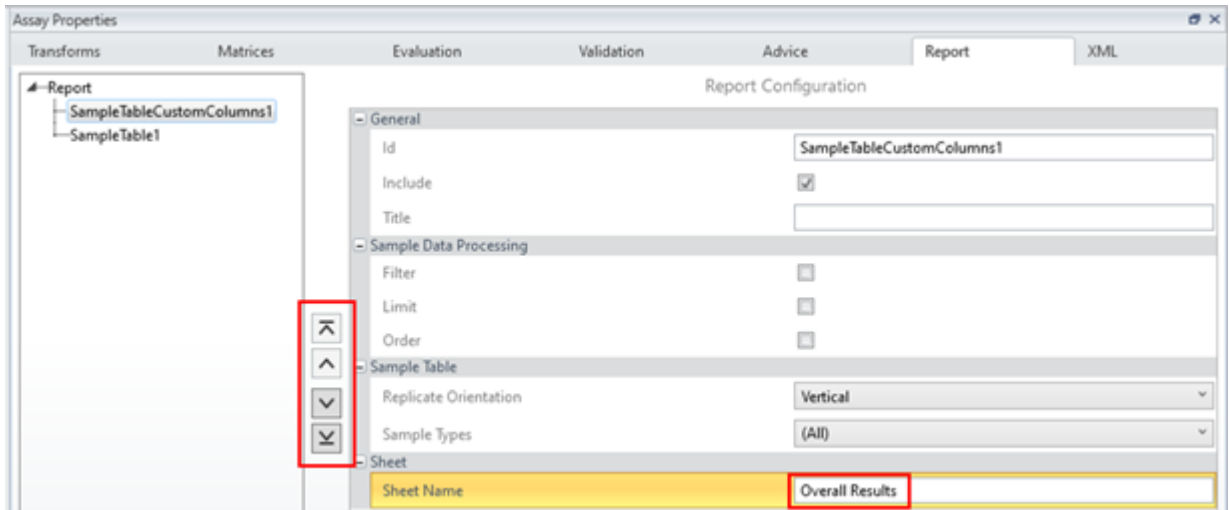 Assay Properties
Transforms Matrices Evaluation Validation Advice Report XML
Report
SampleTableCustomColumns1
SampleTable1
Report Configuration
General
Id SampleTableCustomColumns1
Include
Title
Sample Data Processing
Filter
Limit
Order
Sample Table
Replicate Orientation Vertical
Sample Types (All)
Sheet
Sheet Name Overall Results